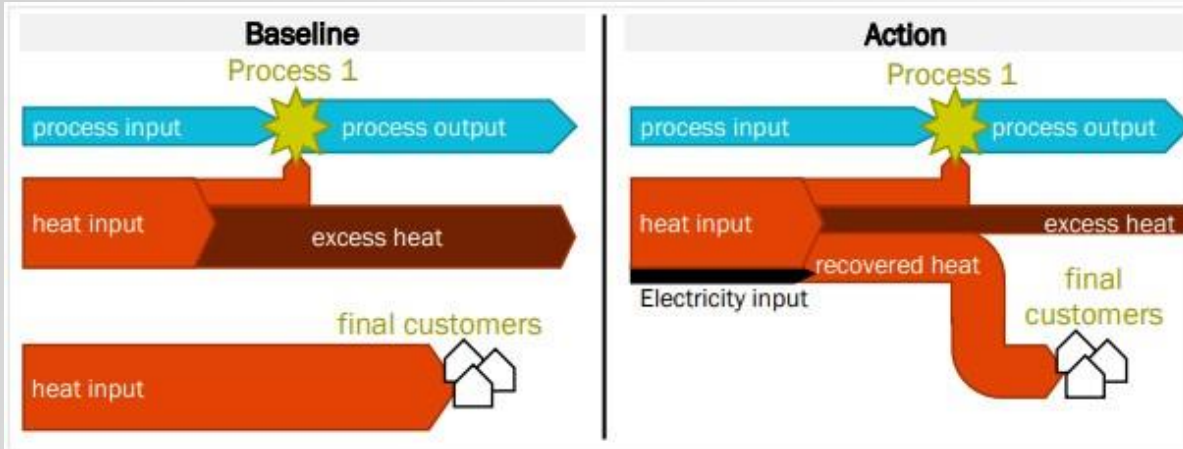 Baseline
Process 1
process input
process output
heat input
excess heat
final customers
heat input
Action
Process 1
process input
process output
heat input
excess heat
recovered heat
Electricity input
final
customers